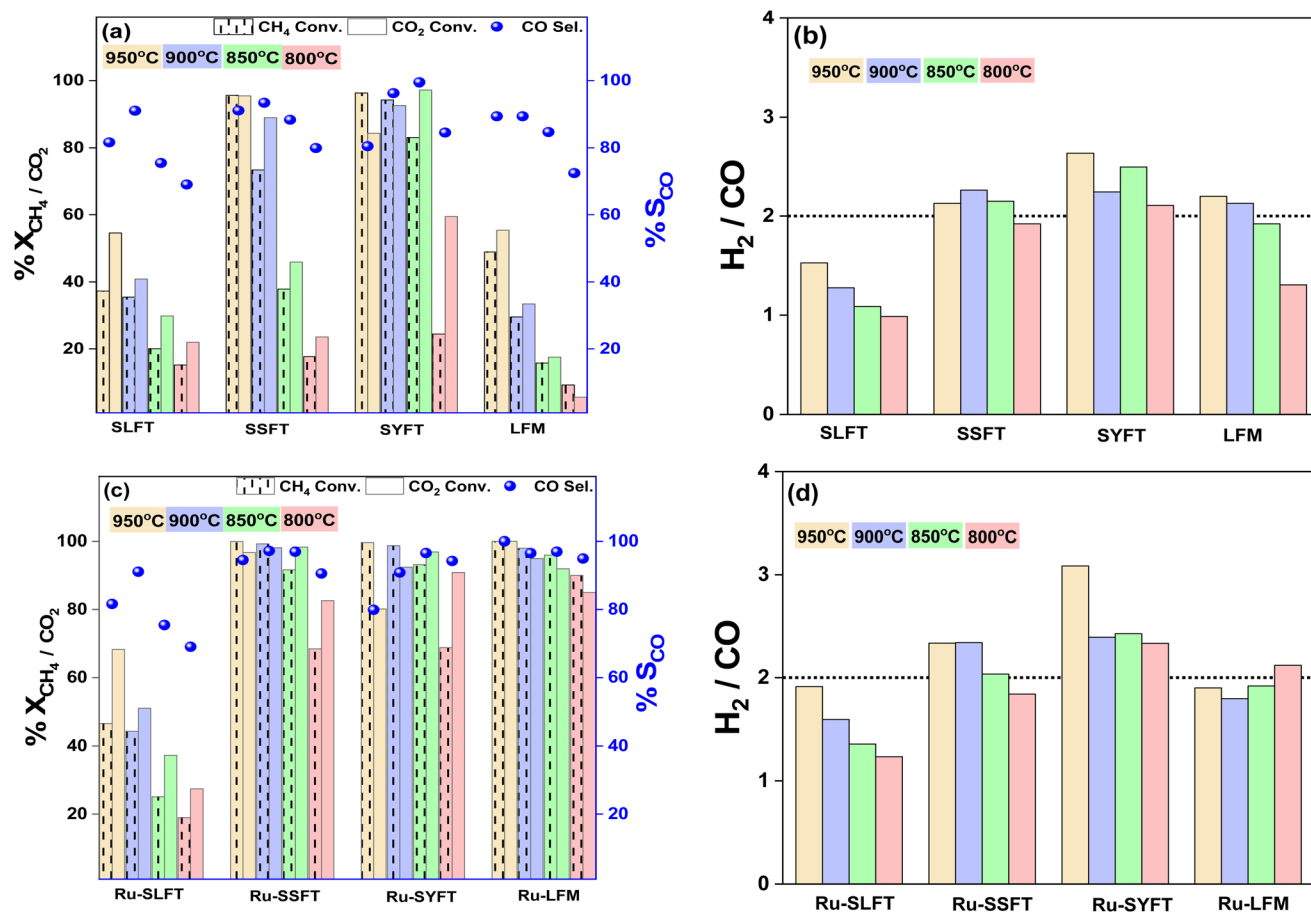 (a) CH₄ Conv. CO₂ Conv. CO Sel.
950°C 900°C 850°C 800°C
% X_CH₄ / CO₂
100
80
60
40
20
100
80
60
40
20
% S_CO
SLFT SSFT SYFT LFM
(b)
950°C 900°C 850°C 800°C
H₂ / CO
4
3
2
1
0
SLFT SSFT SYFT LFM
(c) CH₄ Conv. CO₂ Conv. CO Sel.
950°C 900°C 850°C 800°C
% X_CH₄ / CO₂
100
80
60
40
20
100
80
60
40
20
% S_CO
Ru-SLFT Ru-SSFT Ru-SYFT Ru-LFM
(d)
950°C 900°C 850°C 800°C
H₂ / CO
4
3
2
1
0
Ru-SLFT Ru-SSFT Ru-SYFT Ru-LFM